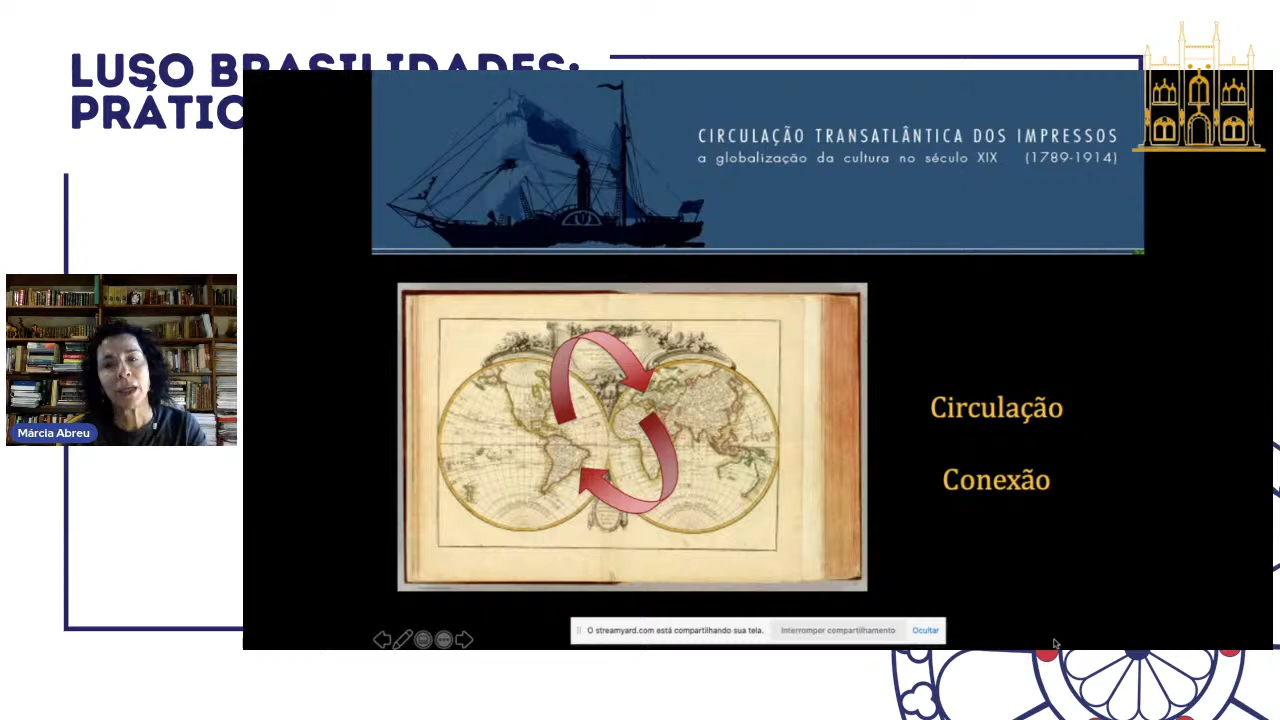 LUSO BRASILIDADES:
PRÁTIC
CIRCULAÇÃO TRANSATLÂNTICA DOS IMPRESSOS
a globalização da cultura no século XIX (1789-1914)
Márcia Abreu
Circulação
Conexão
O streamyard.com está compartilhando sua tela. Interromper compartilhamento Ocultar